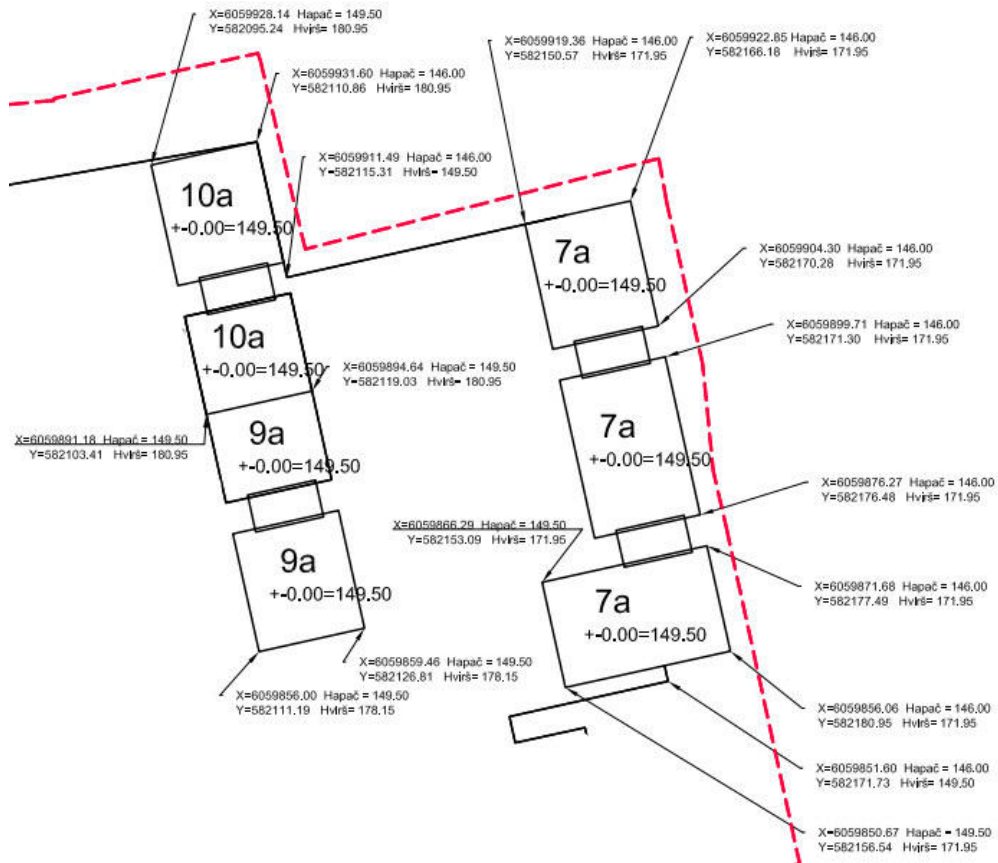 X=6059928.14 Hapač = 149.50
Y=582095.24 Hvirš= 180.95
X=6059919.36 Hapač = 146.00
Y=582150.57 Hvirš= 171.95
X=6059922.85 Hapač = 146.00
Y=582166.18 Hvirš= 171.95
X=6059931.60 Hapač = 146.00
Y=582110.86 Hvirš= 180.95
X=6059911.49 Hapač = 146.00
Y=582115.31 Hvirš= 149.50
10a
+-0.00=149.50
7a
+-0.00=149.50
X=6059904.30 Hapač = 146.00
Y=582170.28 Hvirš= 171.95
X=6059899.71 Hapač = 146.00
Y=582171.30 Hvirš= 171.95
10a
+-0.00=149.50
X=6059894.64 Hapač = 149.50
Y=582119.03 Hvirš= 180.95
X=6059891.18 Hapač = 149.50
Y=582103.41 Hvirš= 180.95
9a
+-0.00=149.50
7a
+-0.00=149.50
X=6059876.27 Hapač = 146.00
Y=582176.48 Hvirš= 171.95
X=6059866.29 Hapač = 149.50
Y=582153.09 Hvirš= 171.95
9a
+-0.00=149.50
7a
+-0.00=149.50
X=6059871.68 Hapač = 146.00
Y=582177.49 Hvirš= 171.95
X=6059859.46 Hapač = 149.50
Y=582126.81 Hvirš= 178.15
X=6059856.00 Hapač = 149.50
Y=582111.19 Hvirš= 178.15
X=6059856.06 Hapač = 146.00
Y=582180.95 Hvirš= 171.95
X=6059851.60 Hapač = 146.00
Y=582171.73 Hvirš= 149.50
X=6059850.67 Hapač = 149.50
Y=582156.54 Hvirš= 171.95